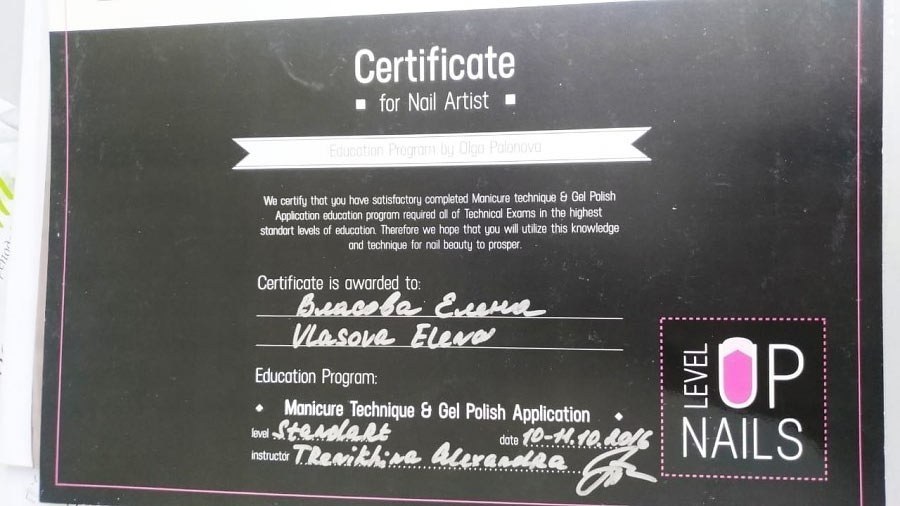 Certificate
for Nail Artist
Education Program by Olga Palanova
We certify that you have satisfactory completed Manicure technique & Gel Polish
Application education program required all of Technical Exams in the highest
standart levels of education. Therefore we hope that you will utilize this knowledge
and technique for nail beauty to prosper.
Certificate is awarded to:
Власова Елена
Vlasova Elena
Education Program:
Manicure Technique & Gel Polish Application
level Standart date 10-11.10.2016
instructor Alexandra
LEVEL
UP
NAILS